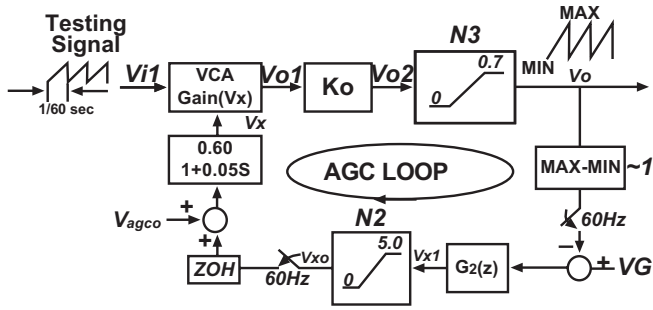 Testing
Signal
1/60 sec
Vi1
VCA
Gain(Vx)
Vo1
Ko
Vo2
N3
0
0.7
MAX
MIN
Vo
Vx
0.60
1+0.05S
AGC LOOP
MAX-MIN
~1
60Hz
Vagco
+
+
ZOH
60Hz
Vxo
N2
0
5.0
Vx1
G2(z)
−
+
VG